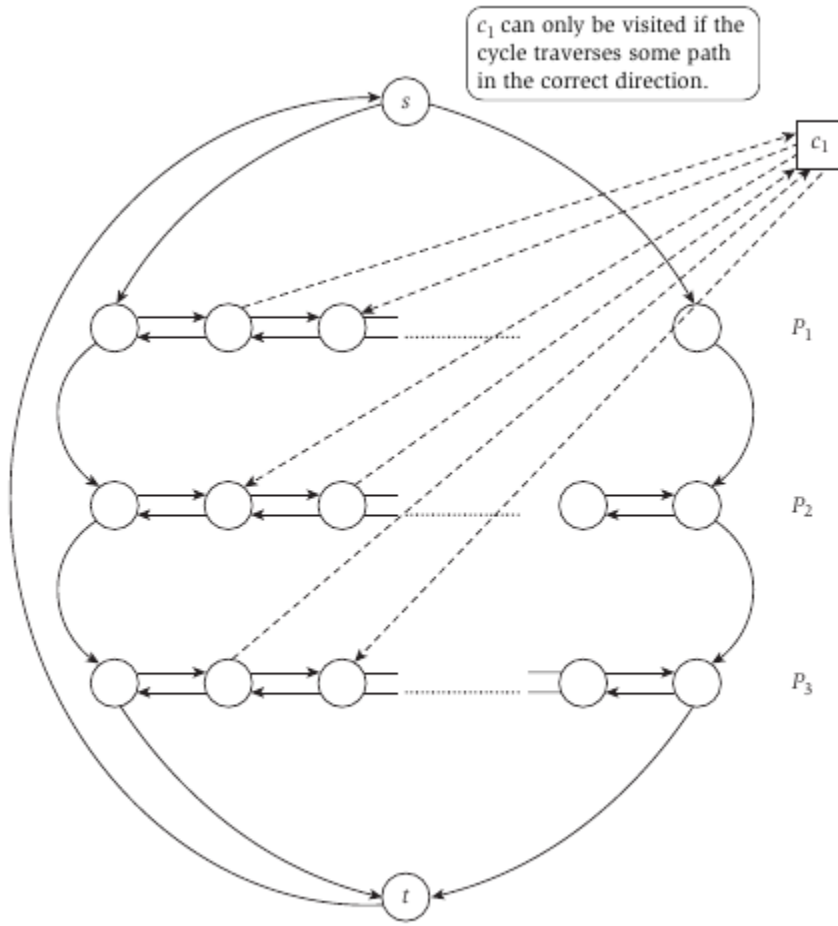 c₁ can only be visited if the
cycle traverses some path
in the correct direction.
s
c₁
P₁
P₂
P₃
t